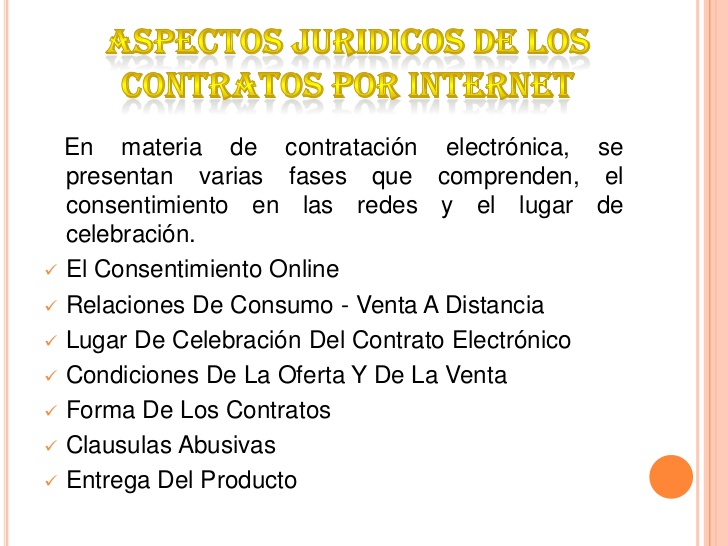 ASPECTOS JURIDICOS DE LOS
CONTRATOS POR INTERNET
En materia de contratación electrónica, se
presentan varias fases que comprenden, el
consentimiento en las redes y el lugar de
celebración.
✓ El Consentimiento Online
✓ Relaciones De Consumo - Venta A Distancia
✓ Lugar De Celebración Del Contrato Electrónico
✓ Condiciones De La Oferta Y De La Venta
✓ Forma De Los Contratos
✓ Clausulas Abusivas
✓ Entrega Del Producto